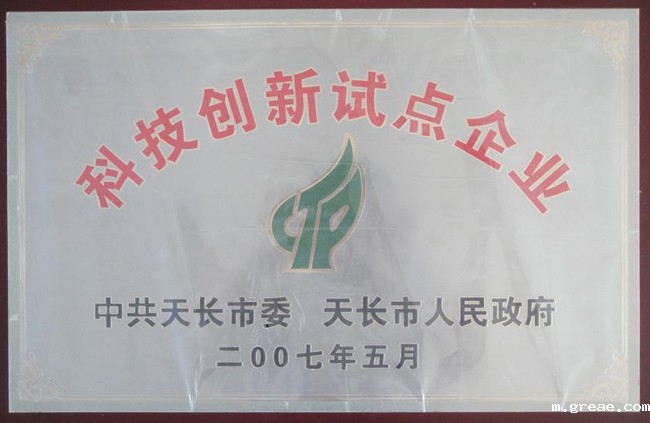 科技创新试点企业
中共天长市委 天长市人民政府
二00七年五月
m.greae.com